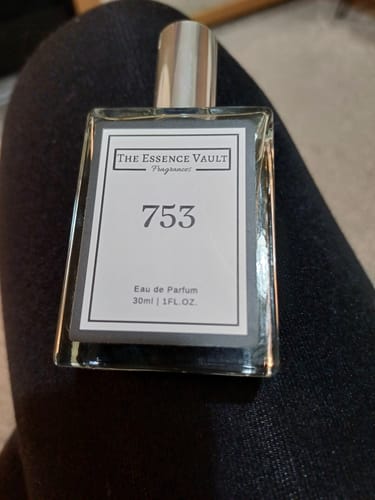 THE ESSENCE VAULT
Fragrances
753
Eau de Parfum
30ml | 1FL.OZ.